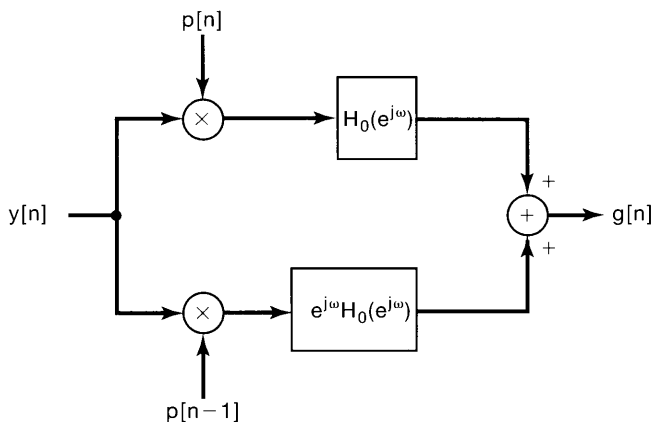 p[n]
×
H₀(e^{jω})
y[n]
+
+
g[n]
+
×
e^{jω}H₀(e^{jω})
p[n−1]